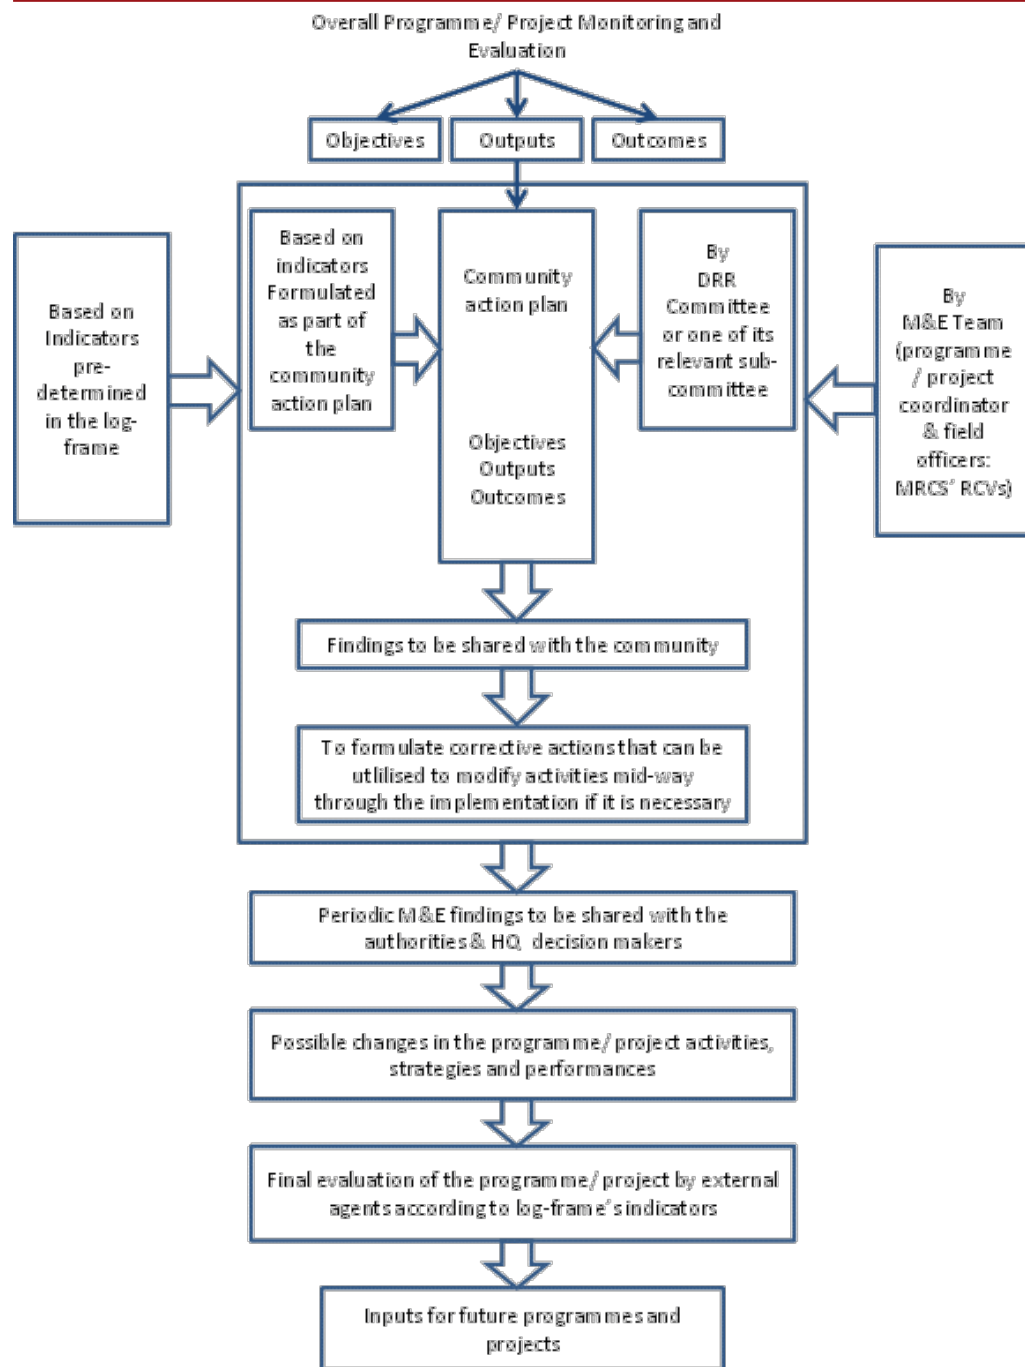 Overall Programme/ Project Monitoring and
Evaluation
Objectives
Outputs
Outcomes
Based on
Indicators
pre-
determined
in the log-
frame
Based on
indicators
Formulated
as part of
the
community
action plan
Community
action plan
Objectives
Outputs
Outcomes
By
DRR
Committee
or one of its
relevant sub-
committee
By
M&E Team
(programme
/ project
coordinator
& field
officers:
MRCS' RCVs)
Findings to be shared with the community
To formulate corrective actions that can be
utlilised to modify activities mid-way
through the implementation if it is necessary
Periodic M&E findings to be shared with the
authorities & HQ, decision makers
Possible changes in the programme/ project activities,
strategies and performances
Final evaluation of the programme/ project by external
agents according to log-frame's indicators
Inputs for future programmes and
projects